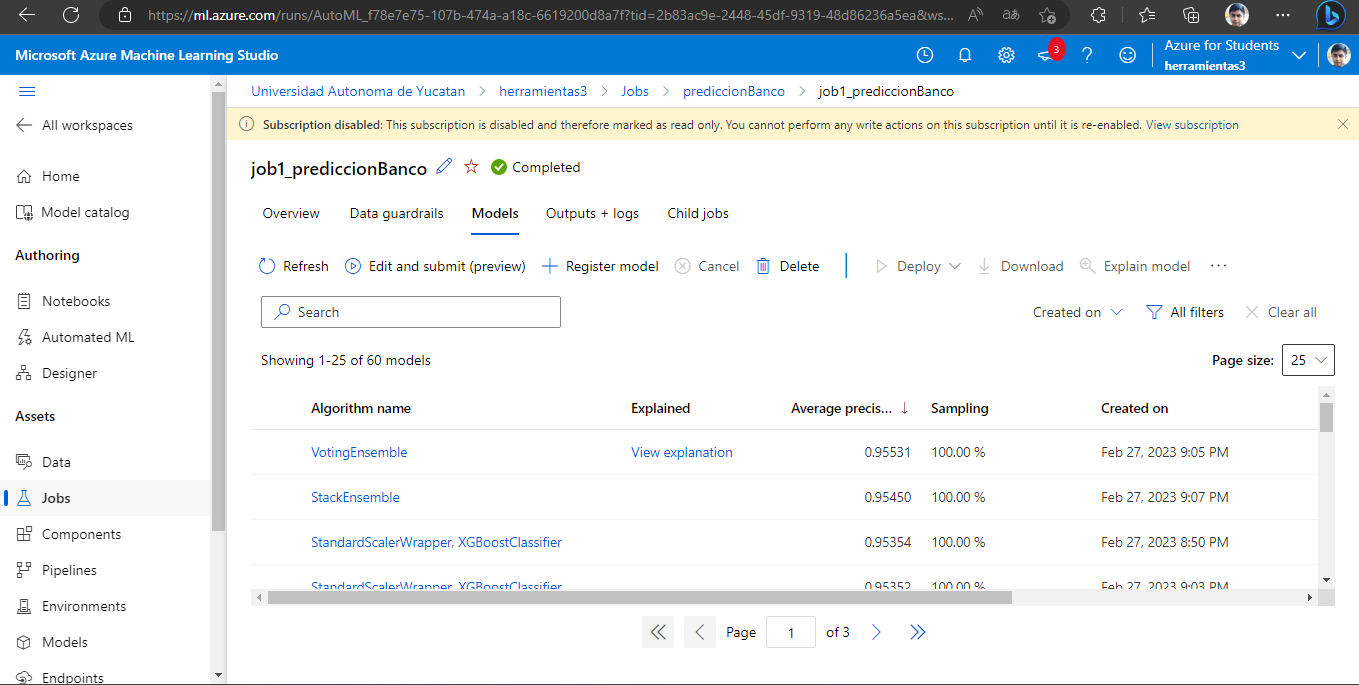 https://ml.azure.com/runs/AutoML_f78e7e75-107b-474a-a18c-6619200d8a7f?tid=2b83ac9e-2448-45df-9319-48d86236a5ea&ws...
Microsoft Azure Machine Learning Studio
3
Azure for Students
herramientas3
All workspaces
Home
Model catalog
Authoring
Notebooks
Automated ML
Designer
Assets
Data
Jobs
Components
Pipelines
Environments
Models
Endpoints
Universidad Autonoma de Yucatan > herramientas3 > Jobs > prediccionBanco > job1_prediccionBanco
Subscription disabled: This subscription is disabled and therefore marked as read only. You cannot perform any write actions on this subscription until it is re-enabled. View subscription
job1_prediccionBanco Completed
Overview Data guardrails Models Outputs + logs Child jobs
Refresh Edit and submit (preview) Register model Cancel Delete Deploy Download Explain model ...
Search Created on All filters Clear all
Showing 1-25 of 60 models Page size: 25
Algorithm name Explained Average precis... ↓ Sampling Created on
VotingEnsemble View explanation 0.95531 100.00 % Feb 27, 2023 9:05 PM
StackEnsemble 0.95450 100.00 % Feb 27, 2023 9:07 PM
StandardScalerWrapper, XGBoostClassifier 0.95354 100.00 % Feb 27, 2023 8:50 PM
StandardScalerWrapper, XGBoostClassifier 0.95352 100.00 % Feb 27, 2023 9:03 PM
Page 1 of 3